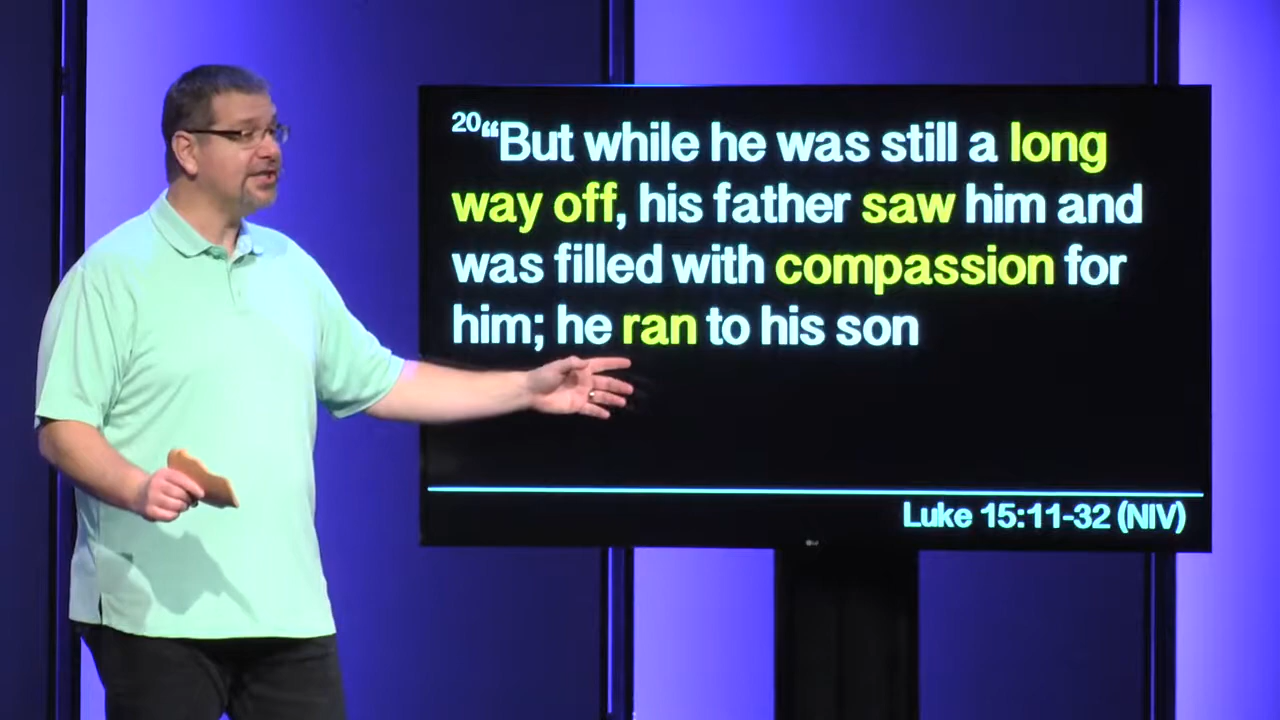 20“But while he was still a long
way off, his father saw him and
was filled with compassion for
him; he ran to his son
Luke 15:11-32 (NIV)